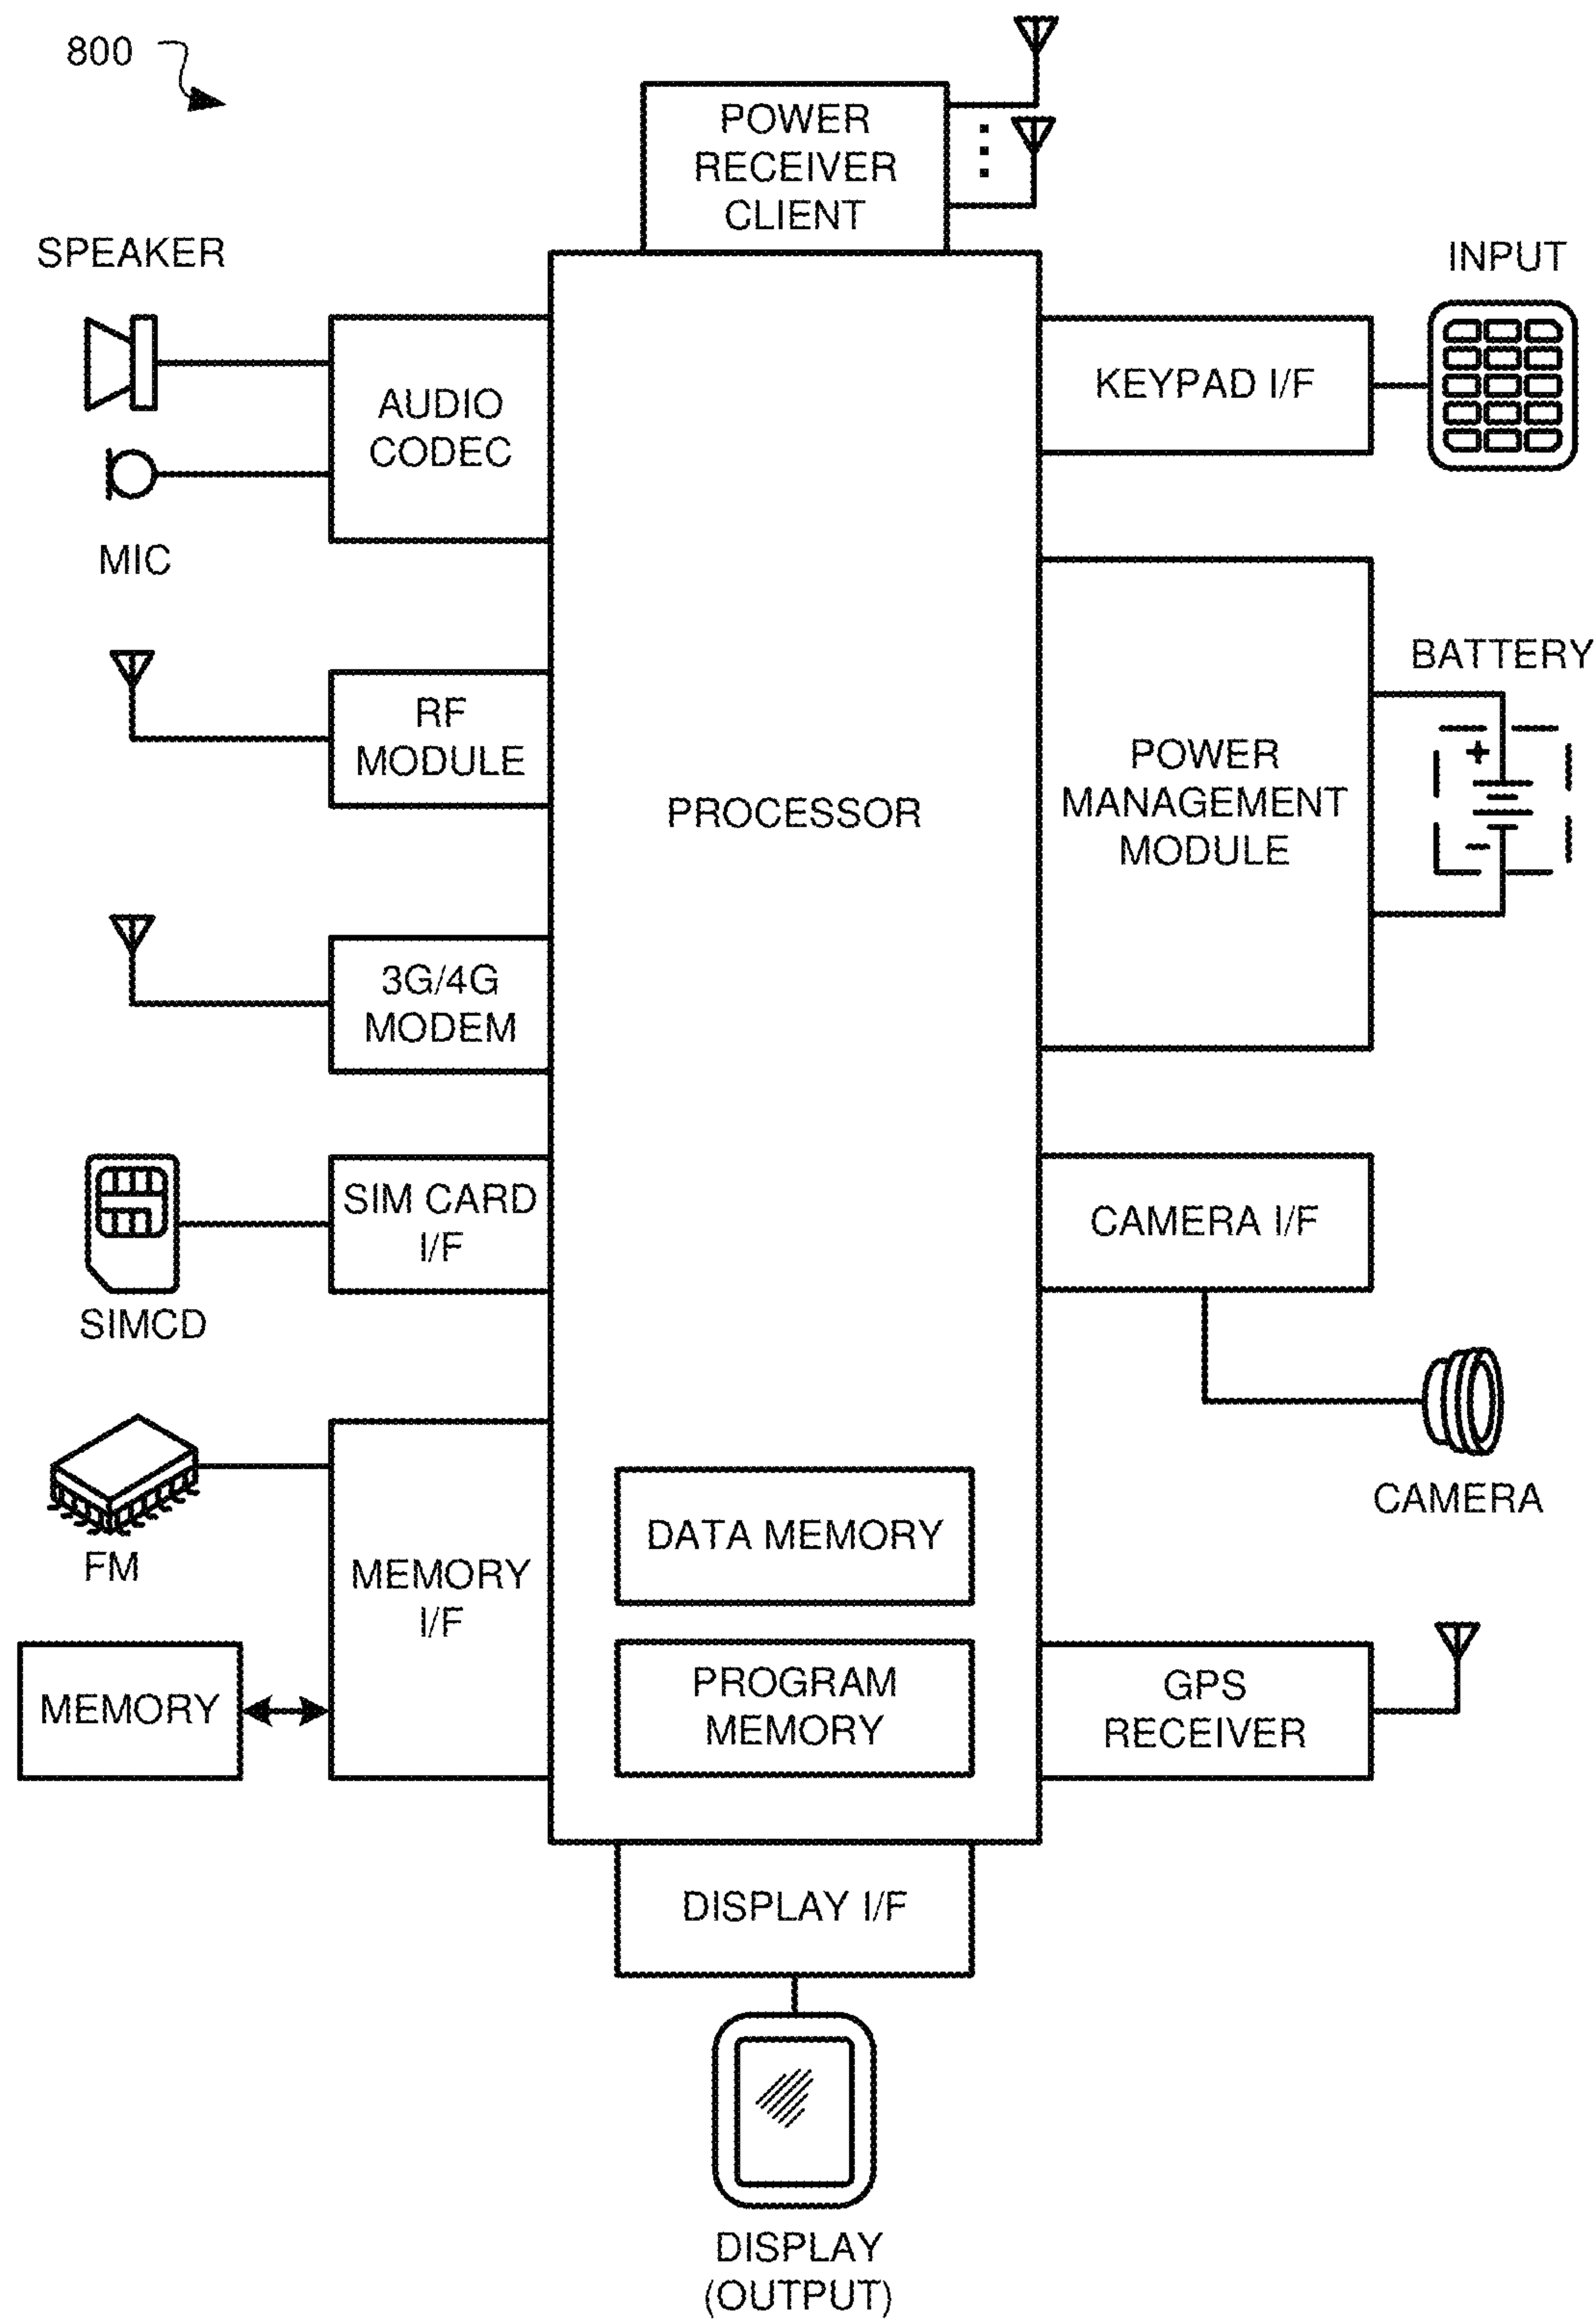 800
POWER
RECEIVER
CLIENT
SPEAKER
INPUT
AUDIO
CODEC
KEYPAD I/F
MIC
BATTERY
RF
MODULE
+
-
POWER
MANAGEMENT
MODULE
PROCESSOR
3G/4G
MODEM
SIM CARD
I/F
CAMERA I/F
SIMCD
CAMERA
DATA MEMORY
FM
MEMORY
I/F
MEMORY
PROGRAM
MEMORY
GPS
RECEIVER
DISPLAY I/F
DISPLAY
(OUTPUT)